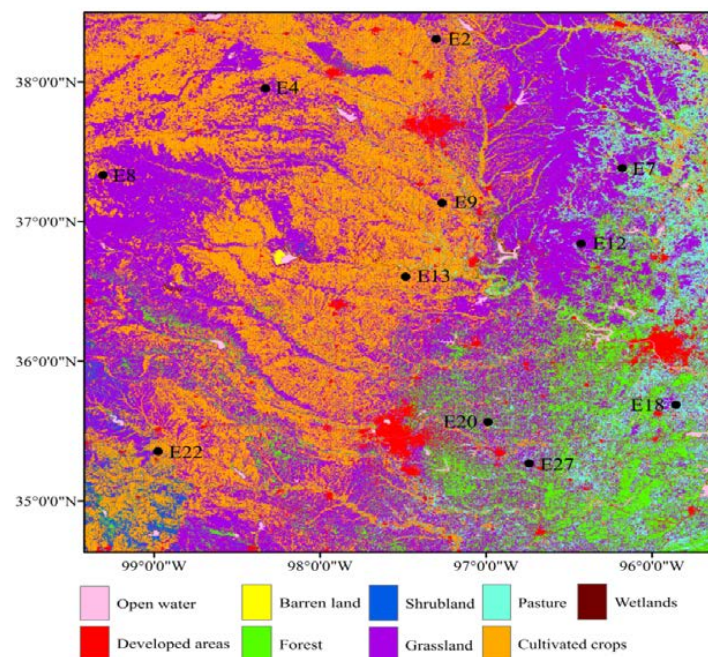 E2
38°0'0"N
E4
E8
E7
E9
37°0'0"N
E12
E13
36°0'0"N
E18
E20
E22
E27
35°0'0"N
99°0'0"W 98°0'0"W 97°0'0"W 96°0'0"W
Open water Barren land Shrubland Pasture Wetlands
Developed areas Forest Grassland Cultivated crops